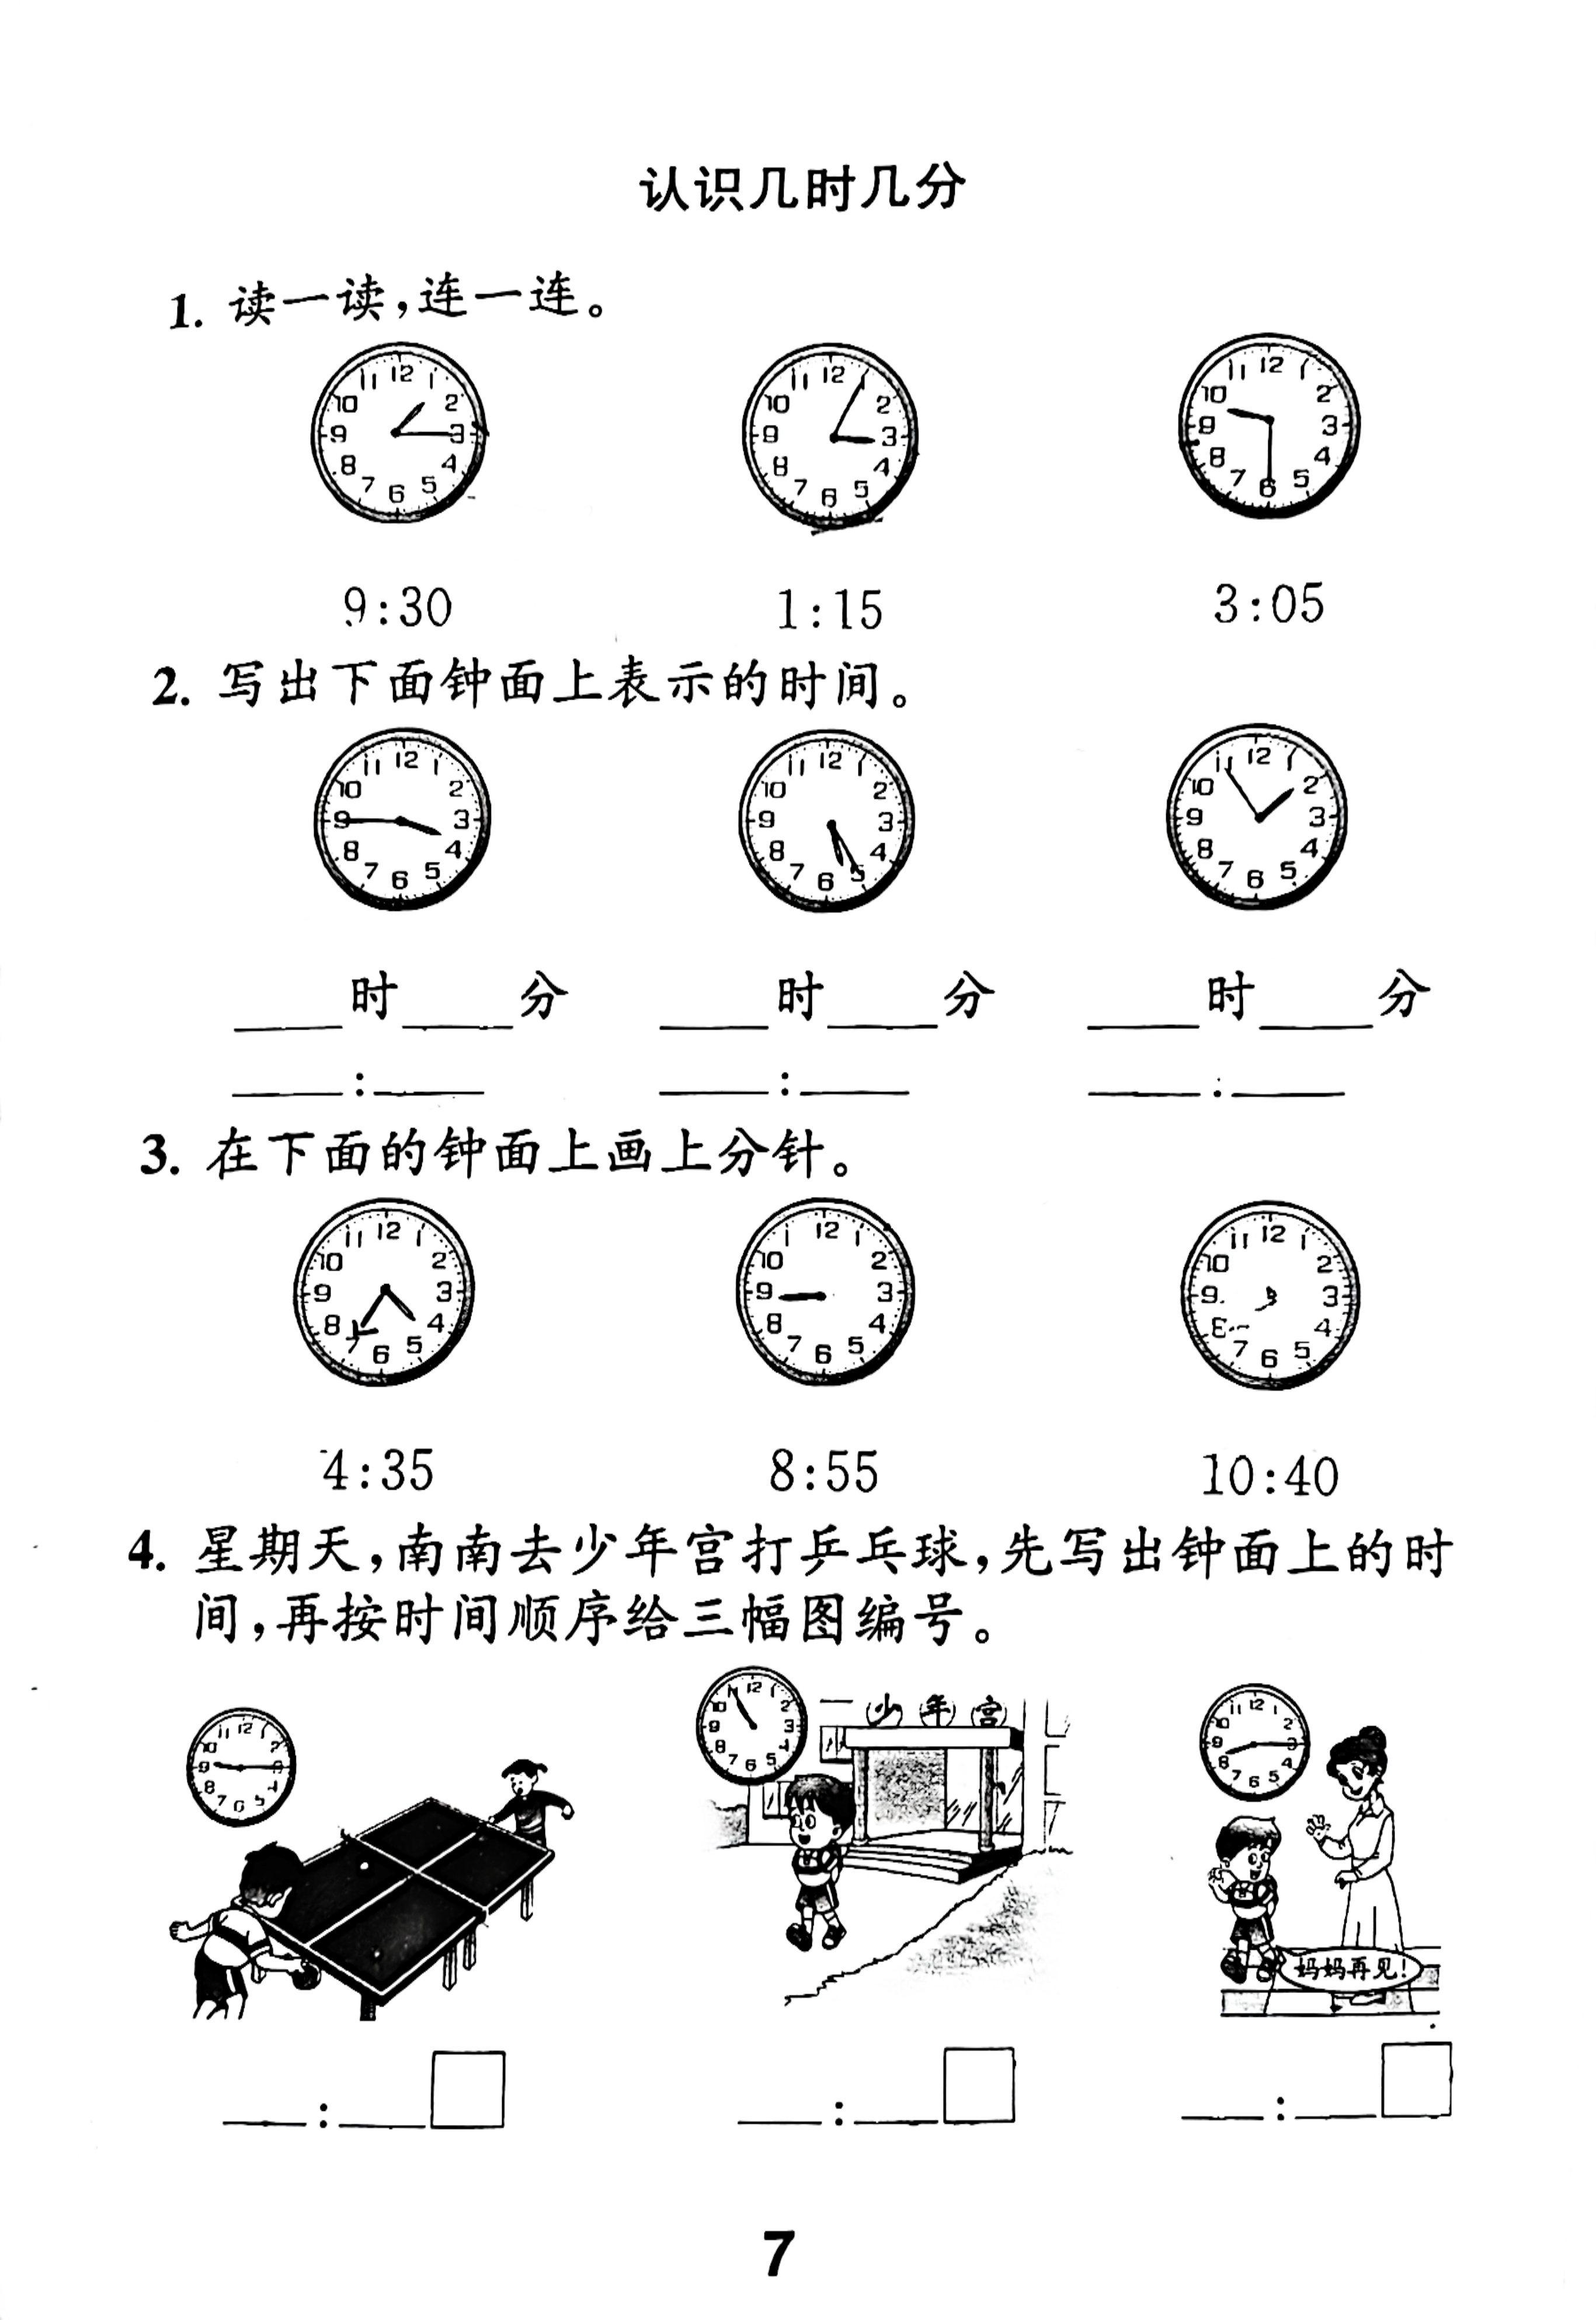 认识几时几分
1. 读一读,连一连。
9:30 1:15 3:05
2. 写出下面钟面上表示的时间。
____时____分 ____时____分 ____时____分
____:____ ____:____ ____:____
3. 在下面的钟面上画上分针。
4:35 8:55 10:40
4. 星期天,南南去少年宫打乒乓球,先写出钟面上的时
间,再按时间顺序给三幅图编号。
少年宫
妈妈再见!
___:___□ ___:___□ ___:___□
7